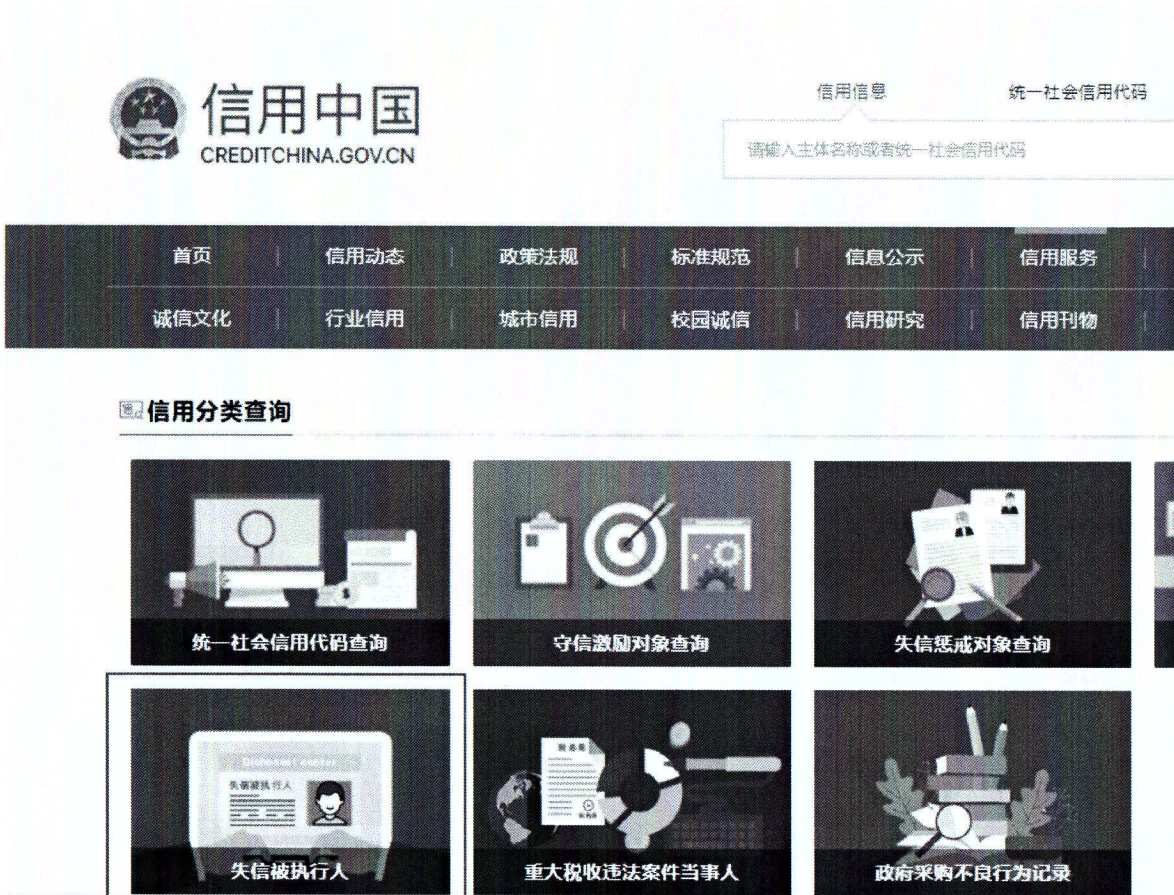 信用中国
CREDITCHINA.GOV.CN
信用信息 统一社会信用代码
请输入主体名称或者统一社会信用代码
首页 信用动态 政策法规 标准规范 信息公示 信用服务
诚信文化 行业信用 城市信用 校园诚信 信用研究 信用刊物
信用分类查询
统一社会信用代码查询 守信激励对象查询 失信惩戒对象查询
失信被执行人
税务局
失信被执行人 重大税收违法案件当事人 政府采购不良行为记录